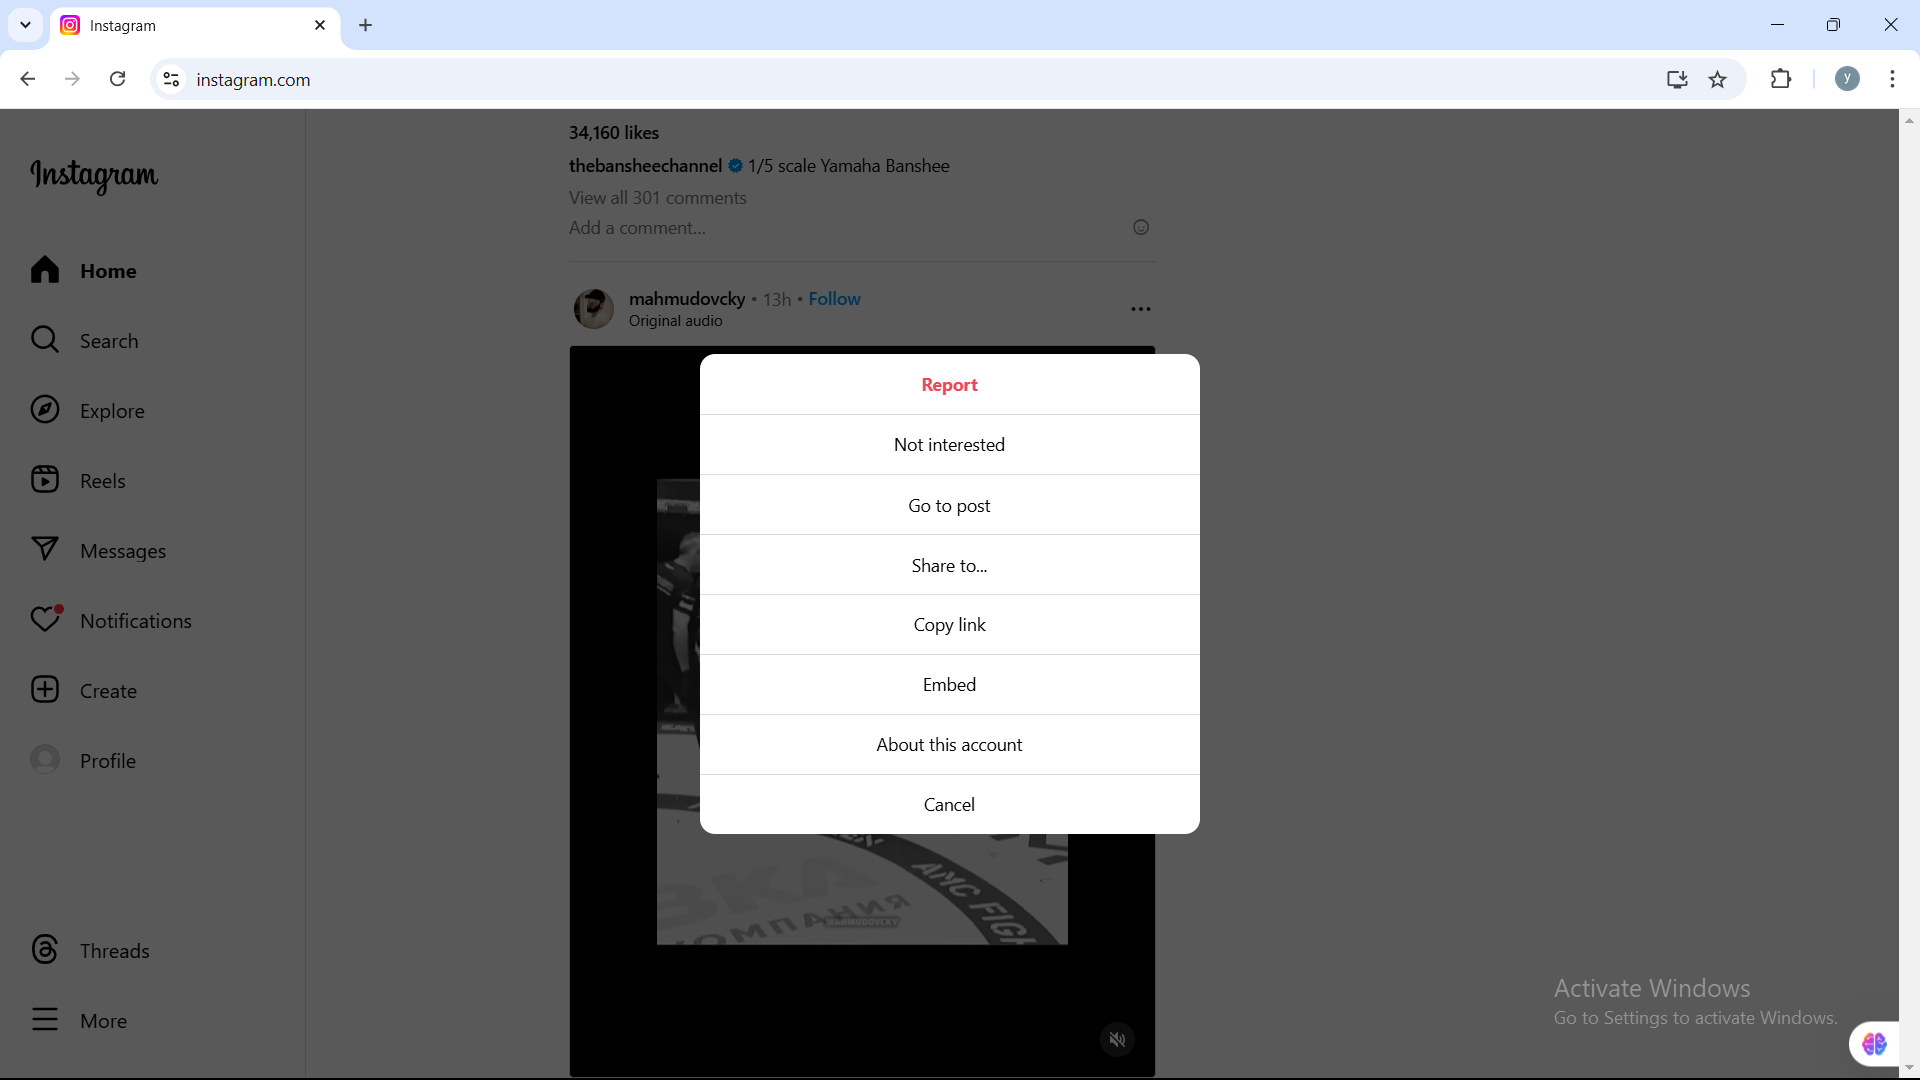 Instagram
instagram.com
y
Instagram
Home
Search
Explore
Reels
Messages
Notifications
Create
Profile
Threads
More
34,160 likes
thebansheechannel 1/5 scale Yamaha Banshee
View all 301 comments
Add a comment...
mahmudovcky • 13h • Follow
Original audio
Report
Not interested
Go to post
Share to...
Copy link
Embed
About this account
Cancel
AMC FIGH
ЗКА
КОМПАНИЯ
MAHMUDOVCKY
Activate Windows
Go to Settings to activate Windows.